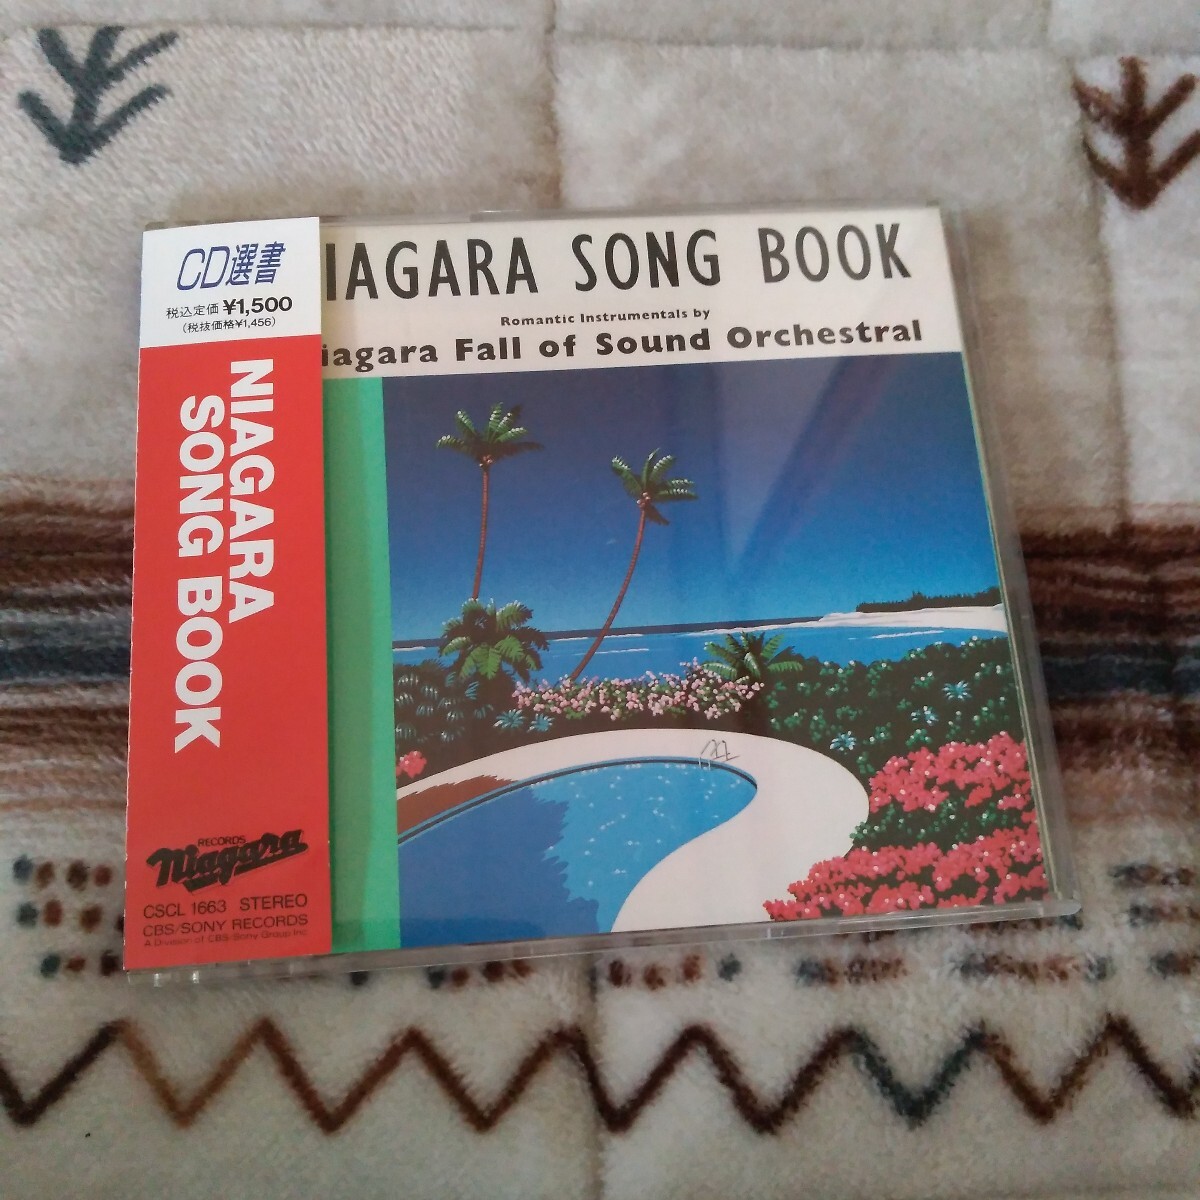 CD選書
税込定価 ¥1,500
(税抜価格¥1,456)
NIAGARA
SONG BOOK
RECORDS
Niagara
CSCL 1663 STEREO
CBS/SONY RECORDS
A Division of CBS/Sony Group Inc.
IAGARA SONG BOOK
Romantic Instrumentals by
iagara Fall of Sound Orchestral